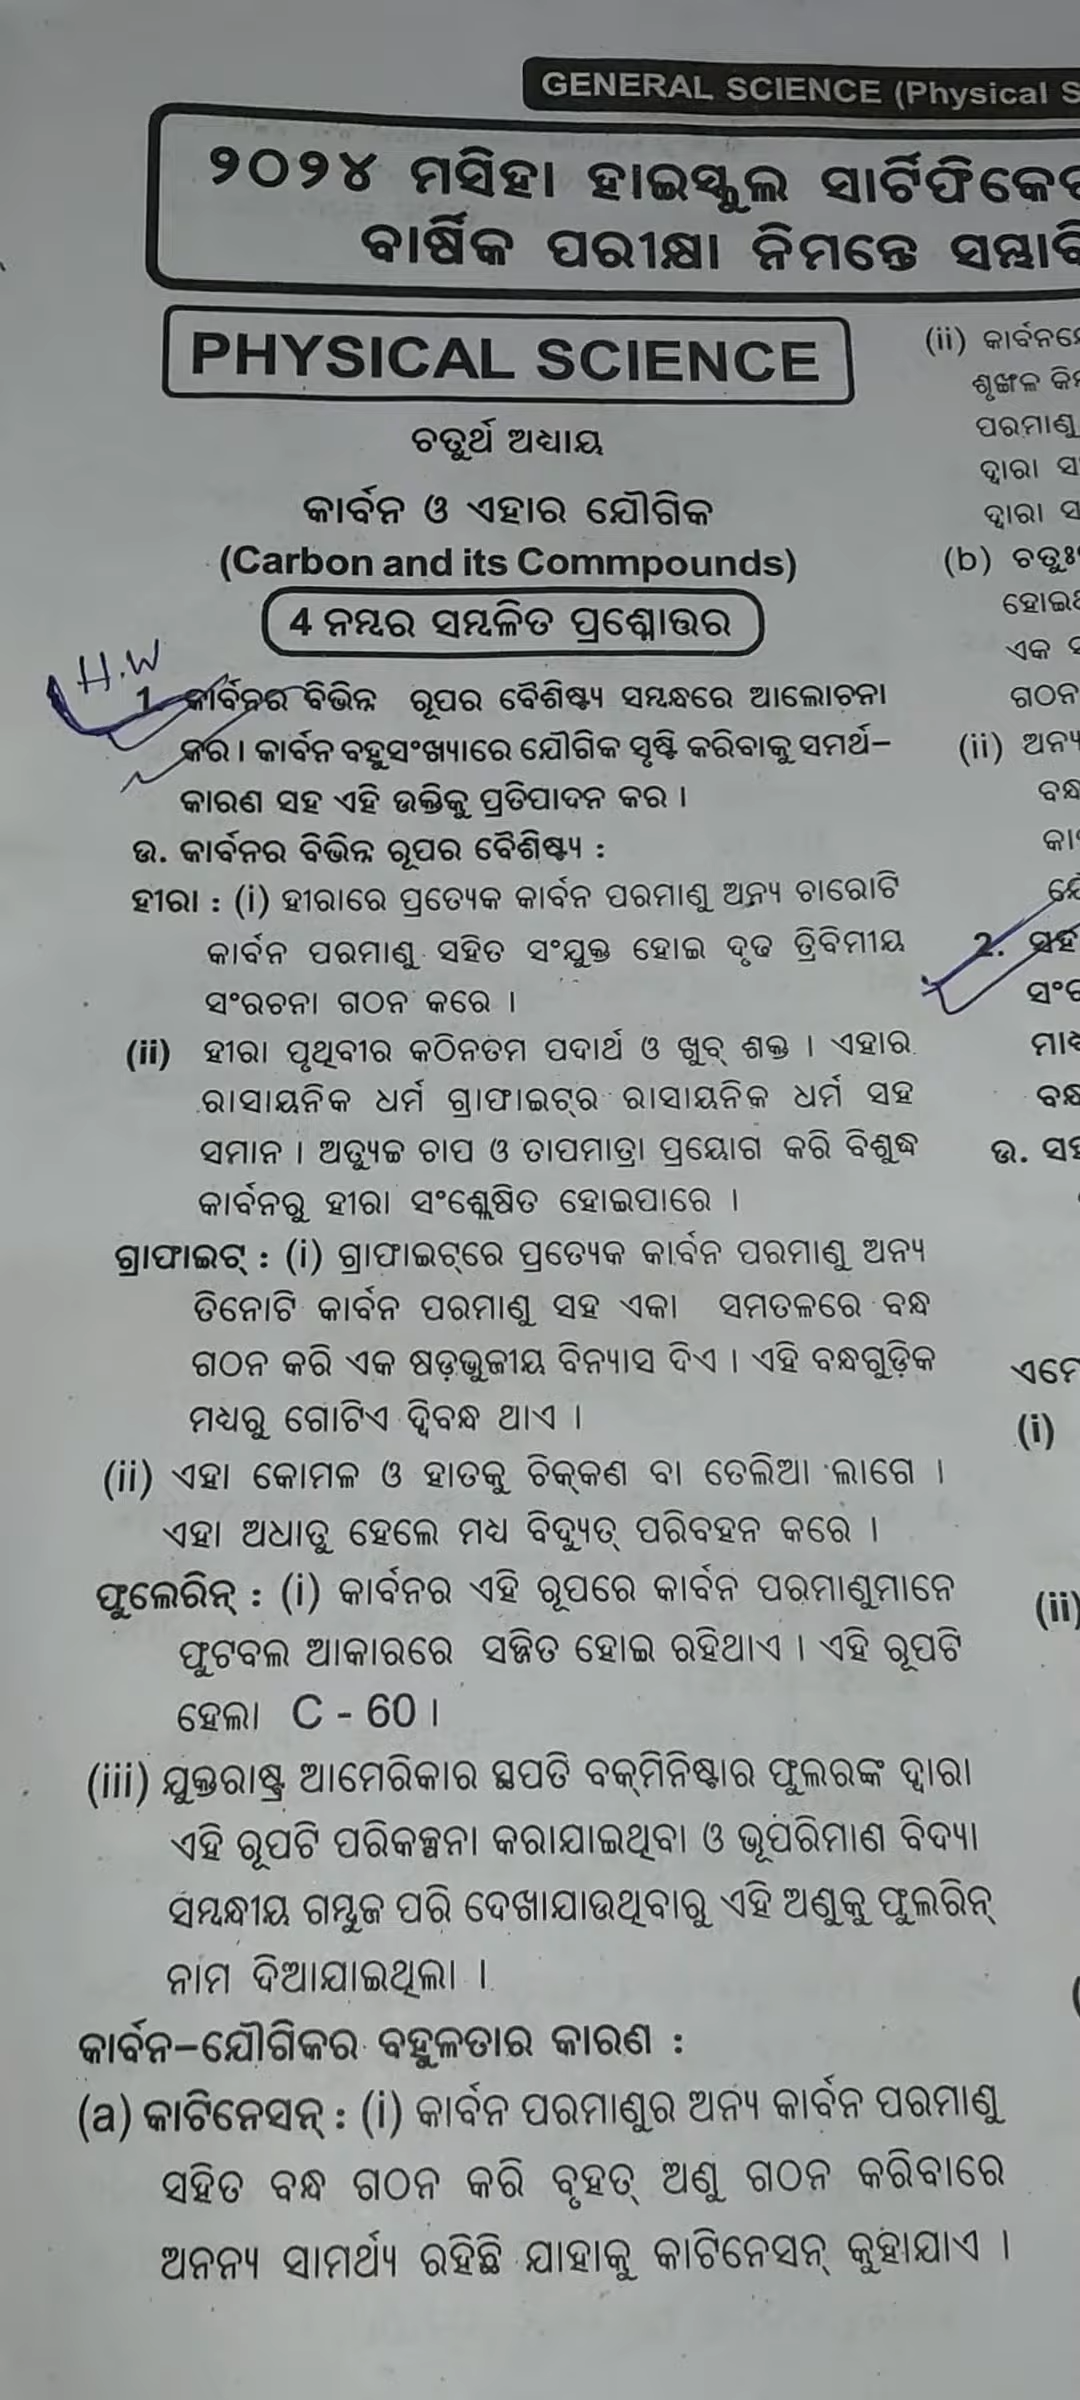 GENERAL SCIENCE (Physical
୨୦୨୪ ମସିହା ହାଇସ୍କୁଲ
ବାର୍ଷିକ ପରୀକ୍ଷା ନିମନ୍ତେ
PHYSICAL SCIENCE
ଚତୁର୍ଥ ଅଧ୍ୟାୟ
କାର୍ବନ ଓ ଏହାର ଯୌଗିକ
(Carbon and its Commpounds)
4 ନମ୍ବର ସମ୍ବଳିତ ପ୍ରଶ୍ନୋତ୍ତର
H.W
1. କାର୍ବନର ବିଭିନ୍ନ ରୂପର ବୈଶିଷ୍ଟ୍ୟ ସମ୍ବନ୍ଧରେ ଆଲୋଚନା
କର। କାର୍ବନ ବହୁସଂଖ୍ୟାରେ ଯୌଗିକ ସୃଷ୍ଟି କରିବାକୁ ସମର୍ଥ–
କାରଣ ସହ ଏହି ଉକ୍ତିକୁ ପ୍ରତିପାଦନ କର ।
ଉ. କାର୍ବନର ବିଭିନ୍ନ ରୂପର ବୈଶିଷ୍ଟ୍ୟ :
ହୀରା : (i) ହୀରାରେ ପ୍ରତ୍ୟେକ କାର୍ବନ ପରମାଣୁ ଅନ୍ୟ ଚାରୋଟି
କାର୍ବନ ପରମାଣୁ ସହିତ ସଂଯୁକ୍ତ ହୋଇ ଦୃଢ ତ୍ରିବିମୀୟ
ସଂରଚନା ଗଠନ କରେ ।
(ii) ହୀରା ପୃଥିବୀର କଠିନତମ ପଦାର୍ଥ ଓ ଖୁବ୍ ଶକ୍ତ । ଏହାର
ରାସାୟନିକ ଧର୍ମ ଗ୍ରାଫାଇଟ୍‌ର ରାସାୟନିକ ଧର୍ମ ସହ
ସମାନ । ଅତ୍ୟୁଚ୍ଚ ଚାପ ଓ ତାପମାତ୍ରା ପ୍ରୟୋଗ କରି ବିଶୁଦ୍ଧ
କାର୍ବନରୁ ହୀରା ସଂଶ୍ଲେଷିତ ହୋଇପାରେ ।
ଗ୍ରାଫାଇଟ୍ : (i) ଗ୍ରାଫାଇଟ୍‌ରେ ପ୍ରତ୍ୟେକ କାର୍ବନ ପରମାଣୁ ଅନ୍ୟ
ତିନୋଟି କାର୍ବନ ପରମାଣୁ ସହ ଏକା ସମତଳରେ ବନ୍ଧ
ଗଠନ କରି ଏକ ଷଡ଼ଭୁଜୀୟ ବିନ୍ୟାସ ଦିଏ । ଏହି ବନ୍ଧଗୁଡ଼ିକ
ମଧ୍ୟରୁ ଗୋଟିଏ ଦ୍ୱିବନ୍ଧ ଥାଏ ।
(ii) ଏହା କୋମଳ ଓ ହାତକୁ ଚିକ୍‌କଣ ବା ତେଲିଆ ଲାଗେ ।
ଏହା ଅଧାତୁ ହେଲେ ମଧ୍ୟ ବିଦ୍ୟୁତ୍ ପରିବହନ କରେ ।
ଫୁଲେରିନ୍ : (i) କାର୍ବନର ଏହି ରୂପରେ କାର୍ବନ ପରମାଣୁମାନେ
ଫୁଟବଲ ଆକାରରେ ସଜ୍ଜିତ ହୋଇ ରହିଥାଏ । ଏହି ରୂପଟି
ହେଲା C - 60 ।
(iii) ଯୁକ୍ତରାଷ୍ଟ୍ର ଆମେରିକାର ସ୍ଥପତି ବକ୍‌ମିନିଷ୍ଟାର ଫୁଲରଙ୍କ ଦ୍ୱାରା
ଏହି ରୂପଟି ପରିକଳ୍ପନା କରାଯାଇଥିବା ଓ ଭୂପରିମାଣ ବିଦ୍ୟା
ସମ୍ବନ୍ଧୀୟ ଗମ୍ବୁଜ ପରି ଦେଖାଯାଉଥିବାରୁ ଏହି ଅଣୁକୁ ଫୁଲରିନ୍
ନାମ ଦିଆଯାଇଥିଲା ।
କାର୍ବନ–ଯୌଗିକର ବହୁଳତାର କାରଣ :
(a) କାଟିନେସନ୍ : (i) କାର୍ବନ ପରମାଣୁର ଅନ୍ୟ କାର୍ବନ ପରମାଣୁ
ସହିତ ବନ୍ଧ ଗଠନ କରି ବୃହତ୍ ଅଣୁ ଗଠନ କରିବାରେ
ଅନନ୍ୟ ସାମର୍ଥ୍ୟ ରହିଛି ଯାହାକୁ କାଟିନେସନ୍ କୁହାଯାଏ ।
(ii)
ଶୃଙ୍ଖଳ
ପରମାଣୁ
ଦ୍ୱାରା
ଦ୍ୱାରା
(b)
ଏକ
ଗଠନ
(ii)
2.
ଉ.
(i)
(ii)